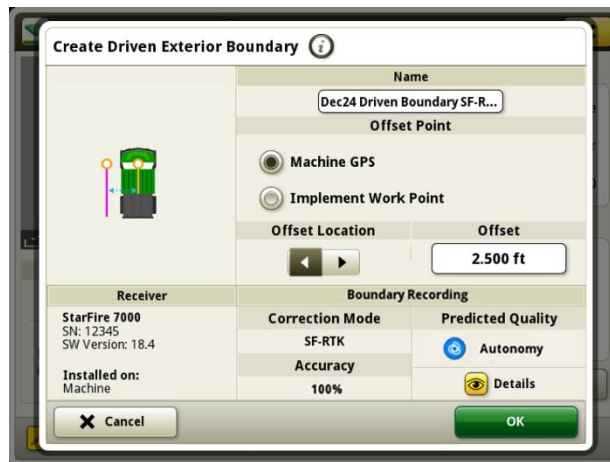 Create Driven Exterior Boundary
Name
Dec24 Driven Boundary SF-R...
Offset Point
Machine GPS
Implement Work Point
Offset Location
Offset
2.500 ft
Receiver
Boundary Recording
StarFire 7000
SN: 12345
SW Version: 18.4
Installed on:
Machine
Correction Mode
SF-RTK
Accuracy
100%
Predicted Quality
Autonomy
Details
Cancel
OK